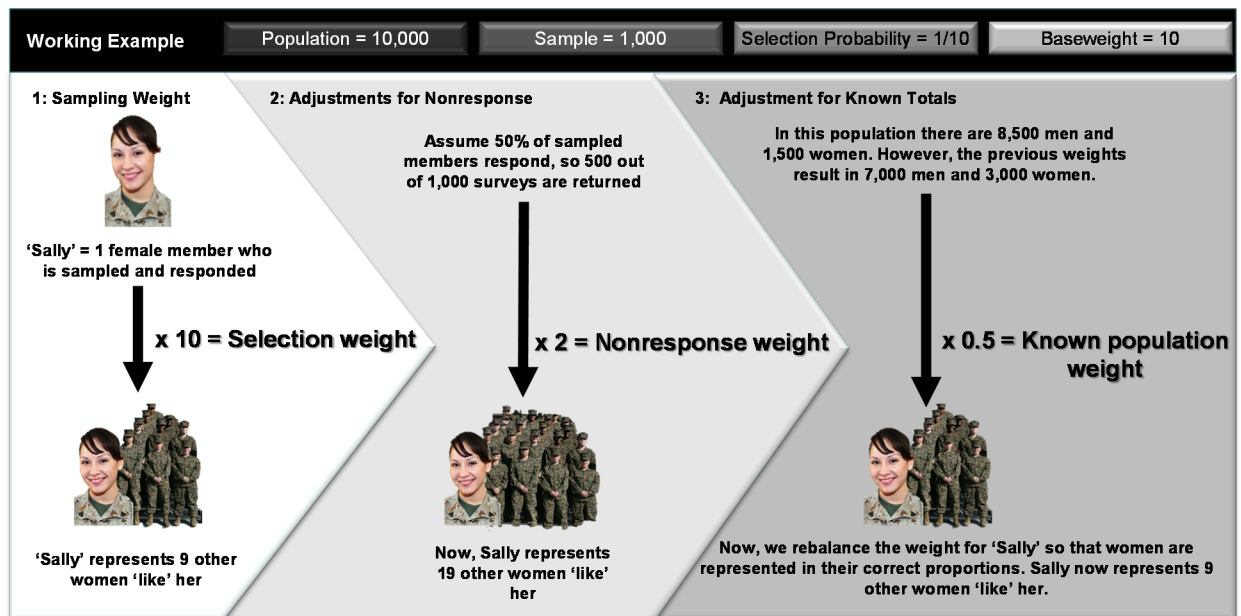 Working Example
Population = 10,000
Sample = 1,000
Selection Probability = 1/10
Baseweight = 10
1: Sampling Weight
‘Sally’ = 1 female member who
is sampled and responded
x 10 = Selection weight
‘Sally’ represents 9 other
women ‘like’ her
2: Adjustments for Nonresponse
Assume 50% of sampled
members respond, so 500 out
of 1,000 surveys are returned
x 2 = Nonresponse weight
Now, Sally represents
19 other women ‘like’
her
3: Adjustment for Known Totals
In this population there are 8,500 men and
1,500 women. However, the previous weights
result in 7,000 men and 3,000 women.
x 0.5 = Known population
weight
Now, we rebalance the weight for ‘Sally’ so that women are
represented in their correct proportions. Sally now represents 9
other women ‘like’ her.